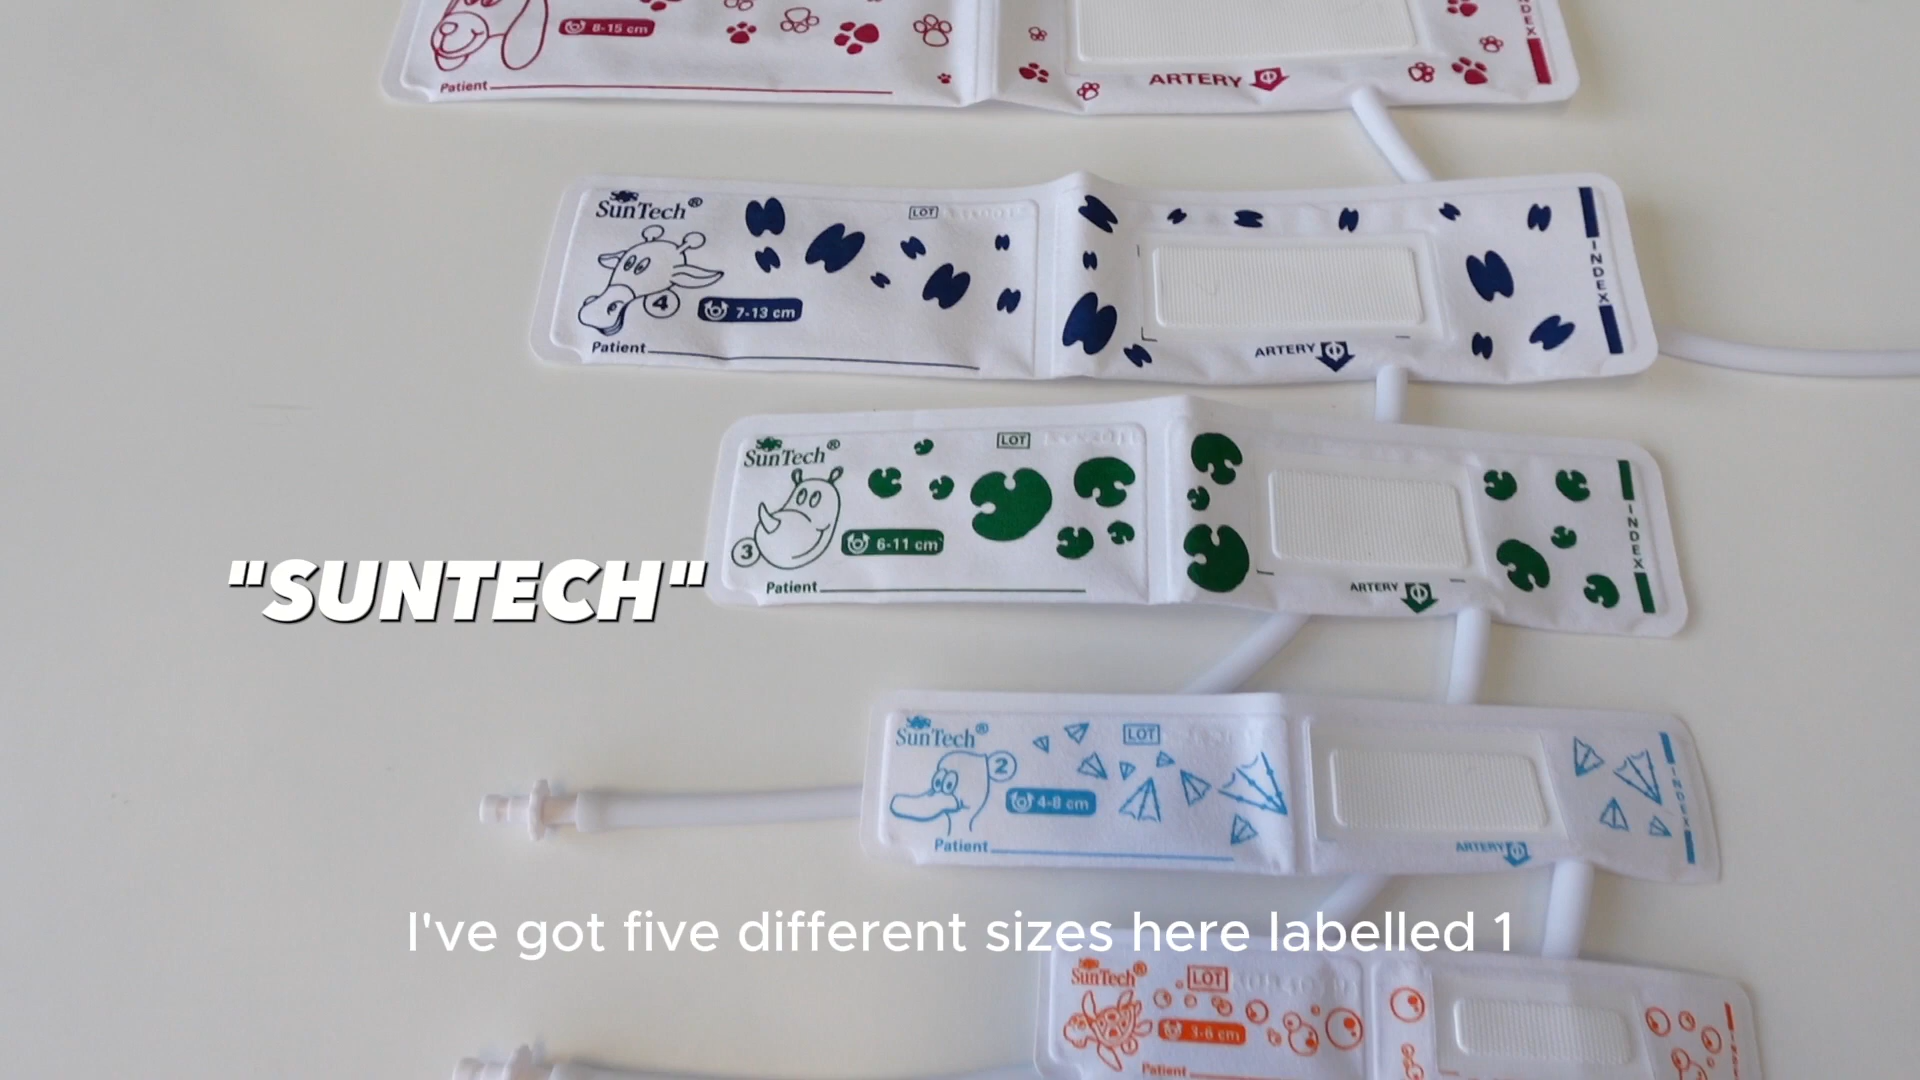 8-15 cm
Patient
ARTERY
INDEX
SunTech®
LOT
4
7-13 cm
Patient
ARTERY
INDEX
SunTech®
LOT
3
6-11 cm
Patient
ARTERY
INDEX
"SUNTECH"
SunTech®
LOT
2
4-8 cm
Patient
ARTERY
INDEX
I've got five different sizes here labelled 1
SunTech®
LOT
3-6 cm
Patient